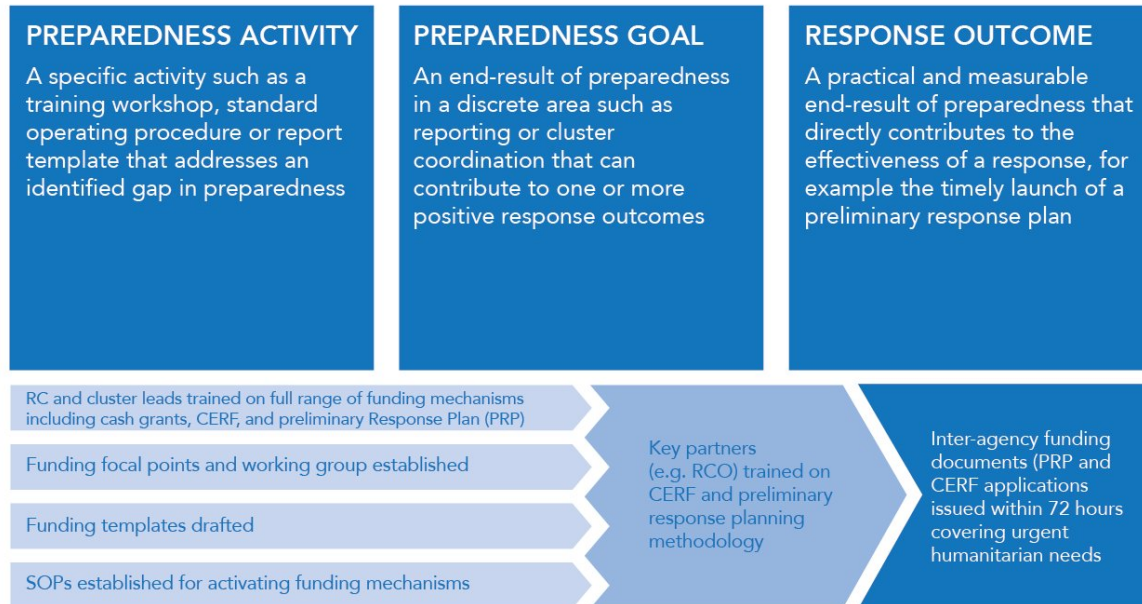 PREPAREDNESS ACTIVITY
A specific activity such as a
training workshop, standard
operating procedure or report
template that addresses an
identified gap in preparedness
PREPAREDNESS GOAL
An end-result of preparedness
in a discrete area such as
reporting or cluster
coordination that can
contribute to one or more
positive response outcomes
RESPONSE OUTCOME
A practical and measurable
end-result of preparedness that
directly contributes to the
effectiveness of a response, for
example the timely launch of a
preliminary response plan
RC and cluster leads trained on full range of funding mechanisms
including cash grants, CERF, and preliminary Response Plan (PRP)
Funding focal points and working group established
Funding templates drafted
SOPs established for activating funding mechanisms
Key partners
(e.g. RCO) trained on
CERF and preliminary
response planning
methodology
Inter-agency funding
documents (PRP and
CERF applications
issued within 72 hours
covering urgent
humanitarian needs